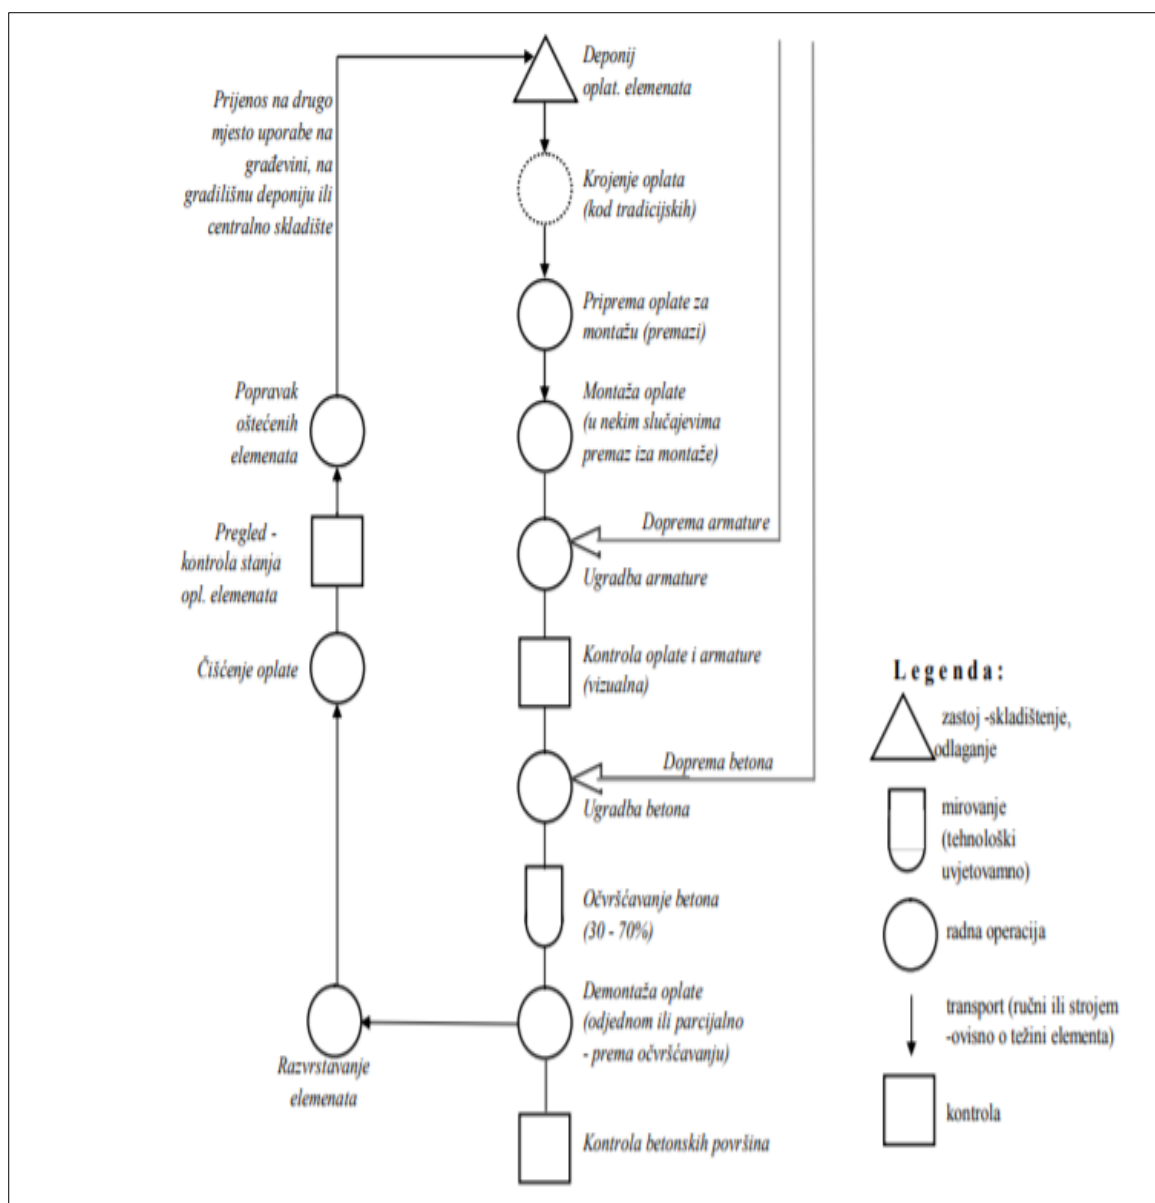 Deponij
oplat. elemenata
Prijenos na drugo
mjesto uporabe na
građevini, na
gradilišnu deponiju ili
centralno skladište
Krojenje oplata
(kod tradicijskih)
Priprema oplate za
montažu (premazi)
Montaža oplate
(u nekim slučajevima
premaz iza montaže)
Popravak
oštećenih
elemenata
Doprema armature
Ugradba armature
Pregled -
kontrola stanja
opl. elemenata
Čišćenje oplate
Kontrola oplate i armature
(vizualna)
Doprema betona
Ugradba betona
Očvršćavanje betona
(30 - 70%)
Demontaža oplate
(odjednom ili parcijalno
- prema očvršćavanju)
Razvrstavanje
elemenata
Kontrola betonskih površina
Legenda:
zastoj -skladištenje,
odlaganje
mirovanje
(tehnološki
uvjetovamno)
radna operacija
transport (ručni ili strojem
-ovisno o težini elementa)
kontrola